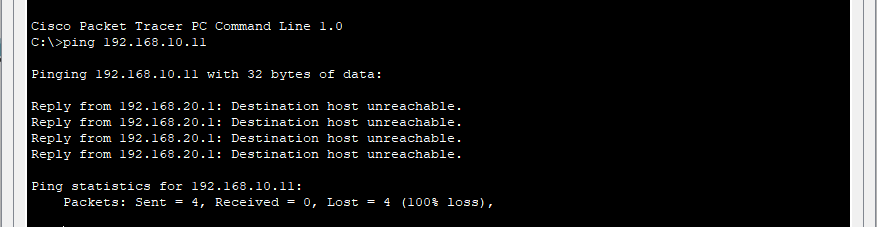 Cisco Packet Tracer PC Command Line 1.0
C:\>ping 192.168.10.11
Pinging 192.168.10.11 with 32 bytes of data:
Reply from 192.168.20.1: Destination host unreachable.
Reply from 192.168.20.1: Destination host unreachable.
Reply from 192.168.20.1: Destination host unreachable.
Reply from 192.168.20.1: Destination host unreachable.
Ping statistics for 192.168.10.11:
    Packets: Sent = 4, Received = 0, Lost = 4 (100% loss),